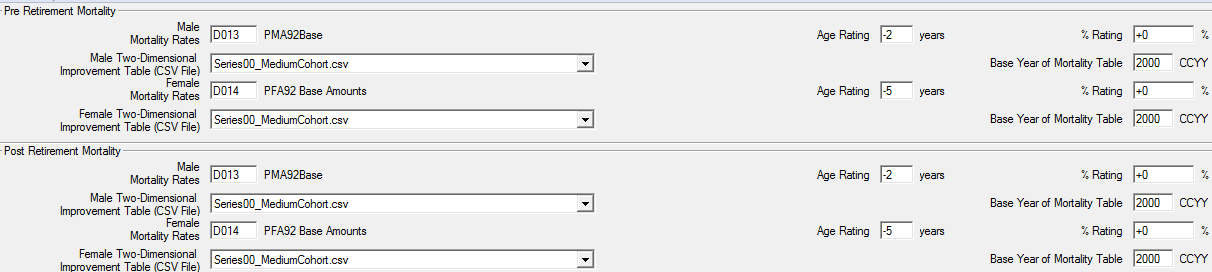 Pre Retirement Mortality
Male
Mortality Rates D013 PMA92Base Age Rating -2 years % Rating +0 %
Male Two-Dimensional
Improvement Table (CSV File) Series00_MediumCohort.csv Base Year of Mortality Table 2000 CCYY
Female
Mortality Rates D014 PFA92 Base Amounts Age Rating -5 years % Rating +0 %
Female Two-Dimensional
Improvement Table (CSV File) Series00_MediumCohort.csv Base Year of Mortality Table 2000 CCYY
Post Retirement Mortality
Male
Mortality Rates D013 PMA92Base Age Rating -2 years % Rating +0 %
Male Two-Dimensional
Improvement Table (CSV File) Series00_MediumCohort.csv Base Year of Mortality Table 2000 CCYY
Female
Mortality Rates D014 PFA92 Base Amounts Age Rating -5 years % Rating +0 %
Female Two-Dimensional
Improvement Table (CSV File) Series00_MediumCohort.csv Base Year of Mortality Table 2000 CCYY